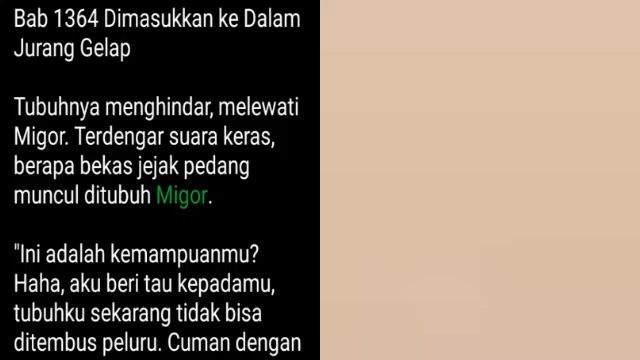 Bab 1364 Dimasukkan ke Dalam
Jurang Gelap
Tubuhnya menghindar, melewati
Migor. Terdengar suara keras,
berapa bekas jejak pedang
muncul ditubuh Migor.
"Ini adalah kemampuanmu?
Haha, aku beri tau kepadamu,
tubuhku sekarang tidak bisa
ditembus peluru. Cuman dengan